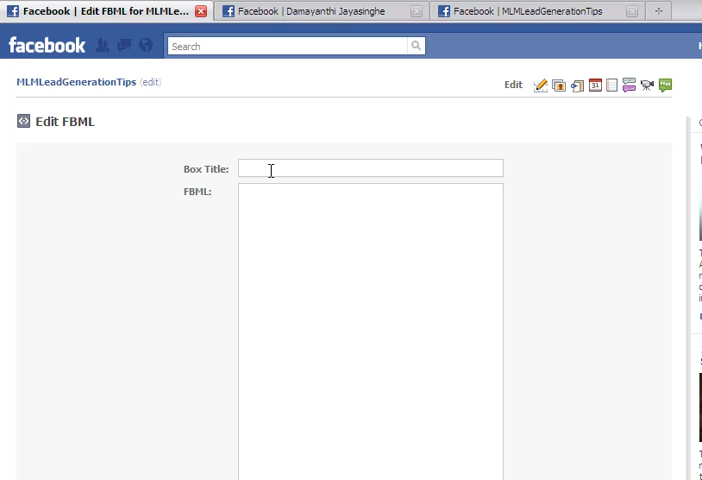 Facebook | Edit FBML for MLMLe... Facebook | Damayanthi Jayasinghe Facebook | MLMLeadGenerationTips
facebook Search
MLMLeadGenerationTips (edit) Edit 31
Edit FBML
Box Title:
FBML: